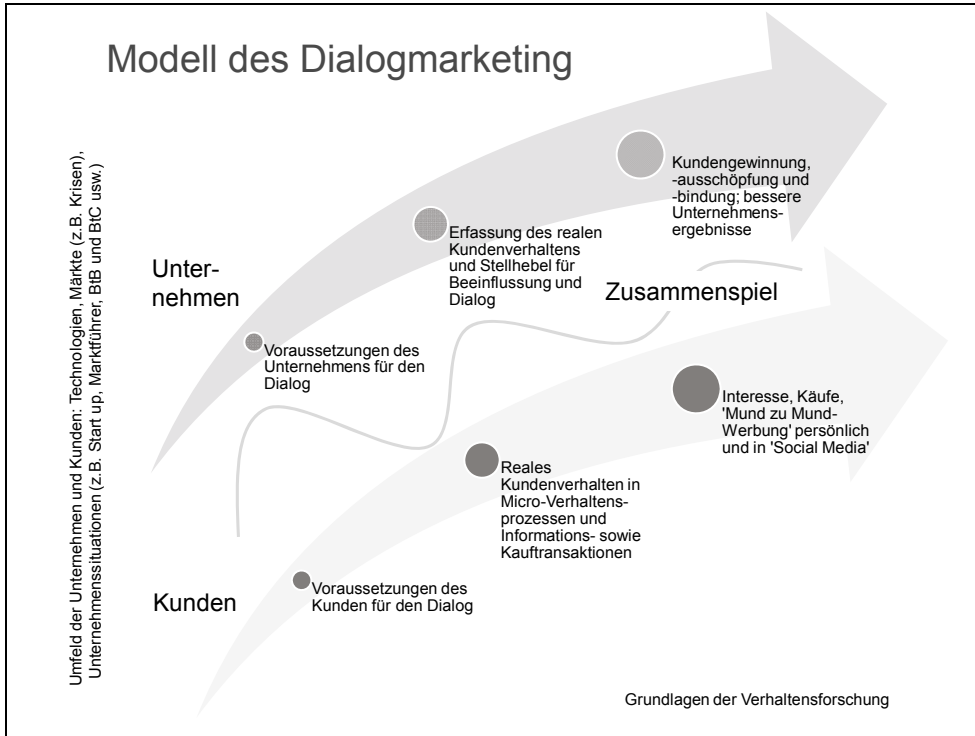 Modell des Dialogmarketing
Umfeld der Unternehmen und Kunden: Technologien, Märkte (z.B. Krisen),
Unternehmenssituationen (z.B. Start up, Marktführer, BtB und BtC usw.)
Unter-
nehmen
Voraussetzungen des
Unternehmens für den
Dialog
Erfassung des realen
Kundenverhaltens
und Stellhebel für
Beeinflussung und
Dialog
Kundengewinnung,
-ausschöpfung und
-bindung; bessere
Unternehmens-
ergebnisse
Zusammenspiel
Kunden
Voraussetzungen des
Kunden für den Dialog
Reales
Kundenverhalten in
Micro-Verhaltens-
prozessen und
Informations- sowie
Kauftransaktionen
Interesse, Käufe,
'Mund zu Mund-
Werbung' persönlich
und in 'Social Media'
Grundlagen der Verhaltensforschung